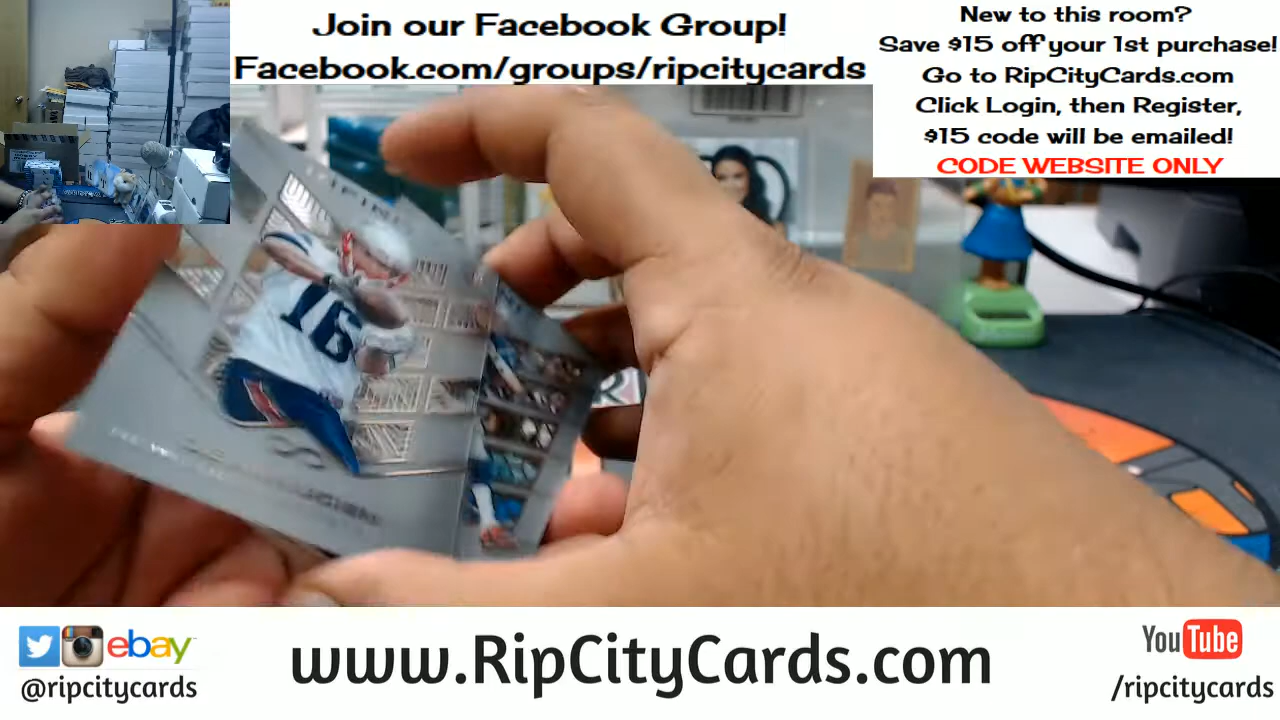 Join our Facebook Group!
Facebook.com/groups/ripcitycards
New to this room?
Save $15 off your 1st purchase!
Go to RipCityCards.com
Click Login, then Register,
$15 code will be emailed!
CODE WEBSITE ONLY
16
ebay
@ripcitycards
www.RipCityCards.com
YouTube
/ripcitycards